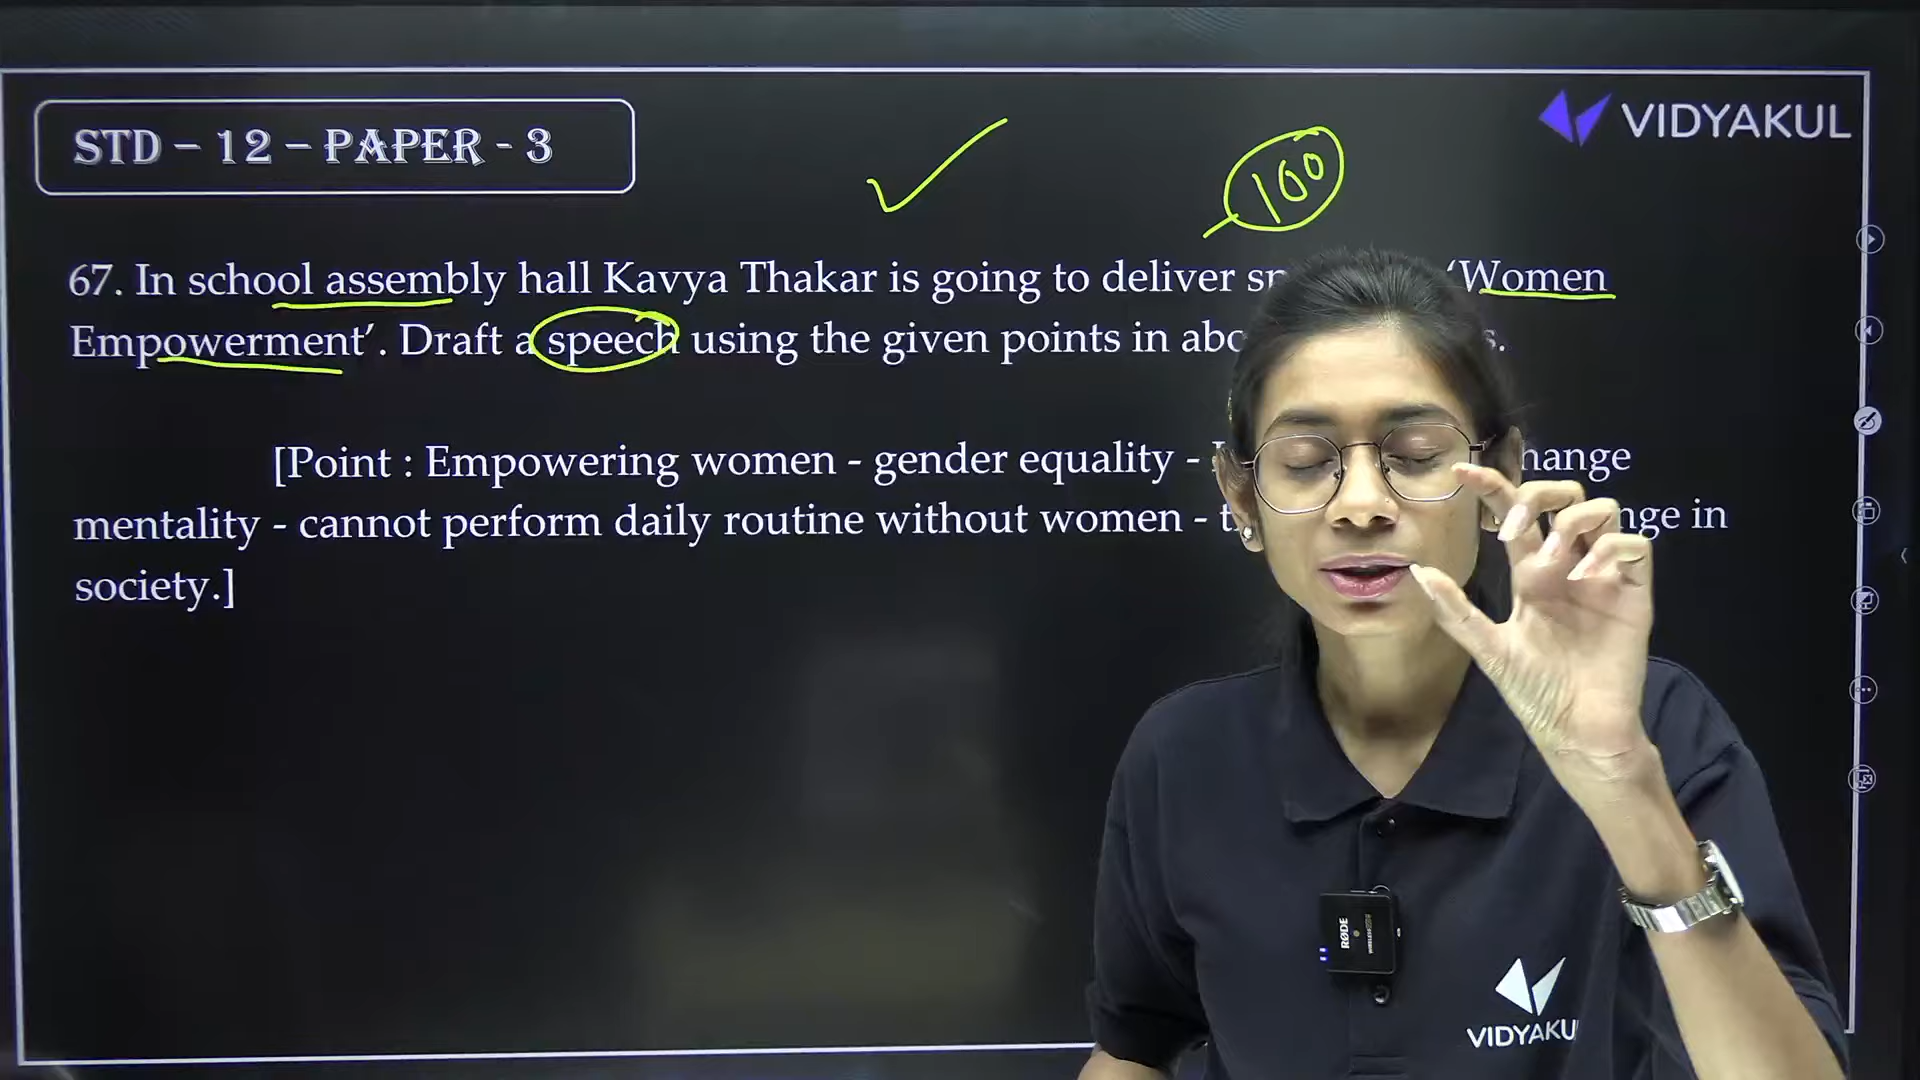 STD – 12 – PAPER - 3
VIDYAKUL
100
67. In school assembly hall Kavya Thakar is going to deliver ‘Women
Empowerment’. Draft a speech using the given points in
[Point : Empowering women - gender equality -
mentality - cannot perform daily routine without women - in
society.]
RØDE
VIDYAKU